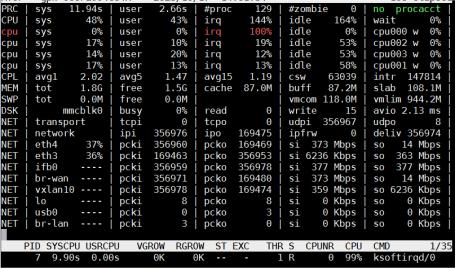 PRC | sys 11.94s | user 2.66s | #proc 129 | #zombie 0 | no procacct
CPU | sys 48% | user 43% | irq 144% | idle 164% | wait 0%
cpu | sys 0% | user 0% | irq 100% | idle 0% | cpu000 w 0%
cpu | sys 17% | user 10% | irq 19% | idle 53% | cpu002 w 0%
cpu | sys 14% | user 20% | irq 12% | idle 53% | cpu003 w 0%
cpu | sys 17% | user 13% | irq 13% | idle 58% | cpu001 w 0%
CPL | avg1 2.02 | avg5 1.47 | avg15 1.19 | csw 63039 | intr 147814
MEM | tot 1.8G | free 1.5G | cache 87.0M | buff 87.2M | slab 108.1M
SWP | tot 0.0M | free 0.0M | | vmcom 118.0M | vmlim 944.2M
DSK | mmcblk0 | busy 0% | read 0 | write 15 | avio 2.13 ms
NET | transport | tcpi 0 | tcpo 0 | udpi 356967 | udpo 8
NET | network | ipi 356976 | ipo 169475 | ipfrw 0 | deliv 356974
NET | eth4 37% | pcki 356960 | pcko 169469 | si 373 Mbps | so 14 Mbps
NET | eth3 36% | pcki 169463 | pcko 356953 | si 6236 Kbps | so 363 Mbps
NET | ifb0 ---- | pcki 356959 | pcko 356978 | si 377 Mbps | so 377 Mbps
NET | br-wan ---- | pcki 356971 | pcko 169480 | si 373 Mbps | so 14 Mbps
NET | vxlan10 ---- | pcki 356978 | pcko 169474 | si 359 Mbps | so 6236 Kbps
NET | lo ---- | pcki 8 | pcko 8 | si 0 Kbps | so 0 Kbps
NET | usb0 ---- | pcki 3 | pcko 0 | si 0 Kbps | so 0 Kbps
NET | br-lan ---- | pcki 3 | pcko 0 | si 0 Kbps | so 0 Kbps
PID SYSCPU USRCPU VGROW RGROW ST EXC THR S CPUNR CPU CMD 1/35
7 9.90s 0.00s 0K 0K -- - 1 R 0 99% ksoftirqd/0